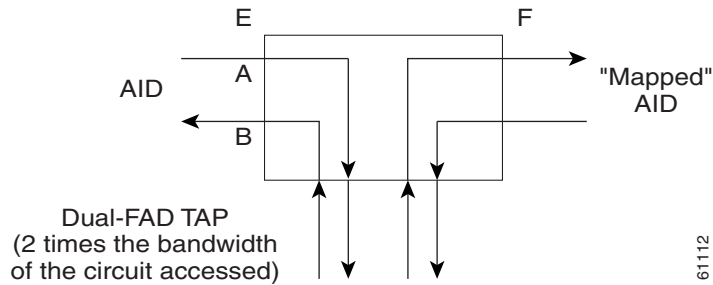 E
F
A
AID
"Mapped"
AID
B
Dual-FAD TAP
(2 times the bandwidth
of the circuit accessed)
61112